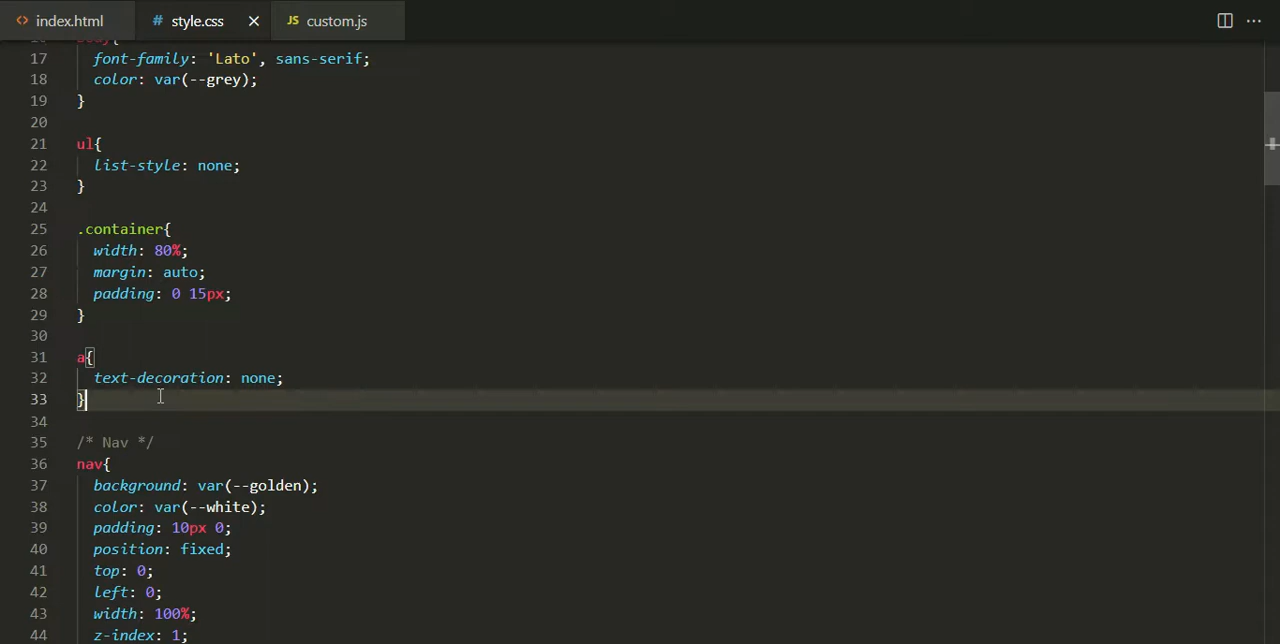 <> index.html # style.css × JS custom.js ...
17 font-family: 'Lato', sans-serif;
18 color: var(--grey);
19 }
20
21 ul{
22 list-style: none;
23 }
24
25 .container{
26 width: 80%;
27 margin: auto;
28 padding: 0 15px;
29 }
30
31 a{
32 text-decoration: none;
33 }
34
35 /* Nav */
36 nav{
37 background: var(--golden);
38 color: var(--white);
39 padding: 10px 0;
40 position: fixed;
41 top: 0;
42 left: 0;
43 width: 100%;
44 z-index: 1;